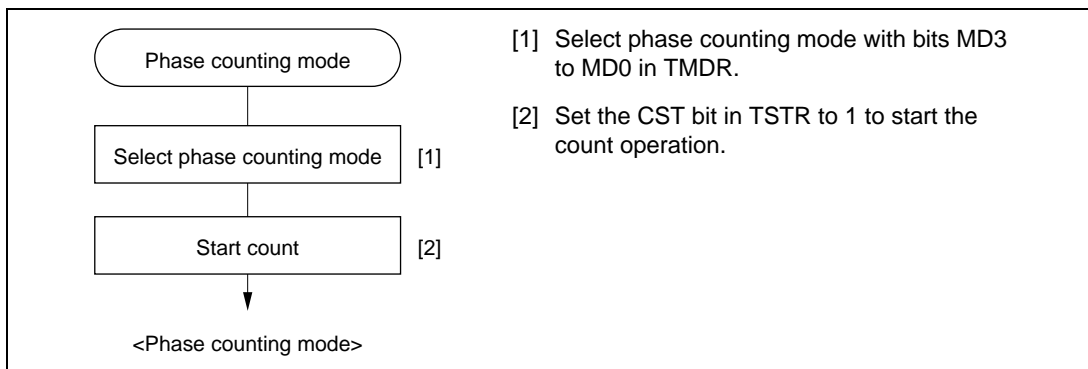 Phase counting mode
Select phase counting mode [1]
Start count [2]
<Phase counting mode>
[1] Select phase counting mode with bits MD3
to MD0 in TMDR.
[2] Set the CST bit in TSTR to 1 to start the
count operation.